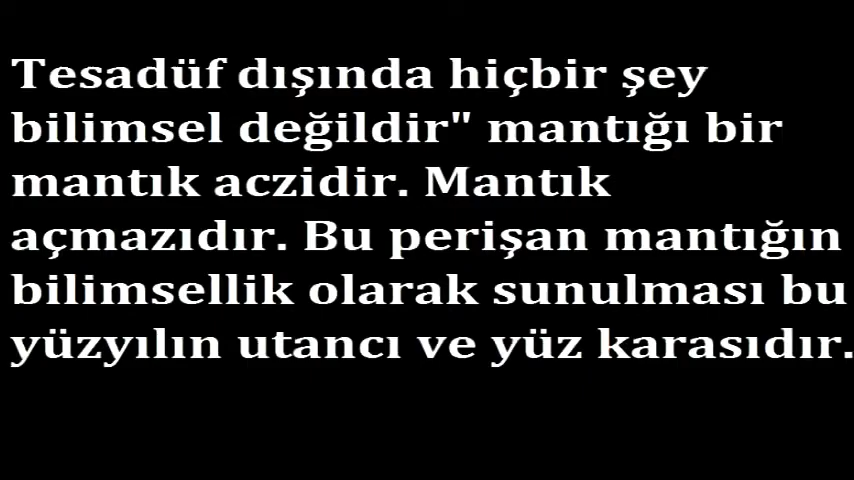 Tesadüf dışında hiçbir şey
bilimsel değildir" mantığı bir
mantık aczidir. Mantık
açmazıdır. Bu perişan mantığın
bilimsellik olarak sunulması bu
yüzyılın utancı ve yüz karasıdır.